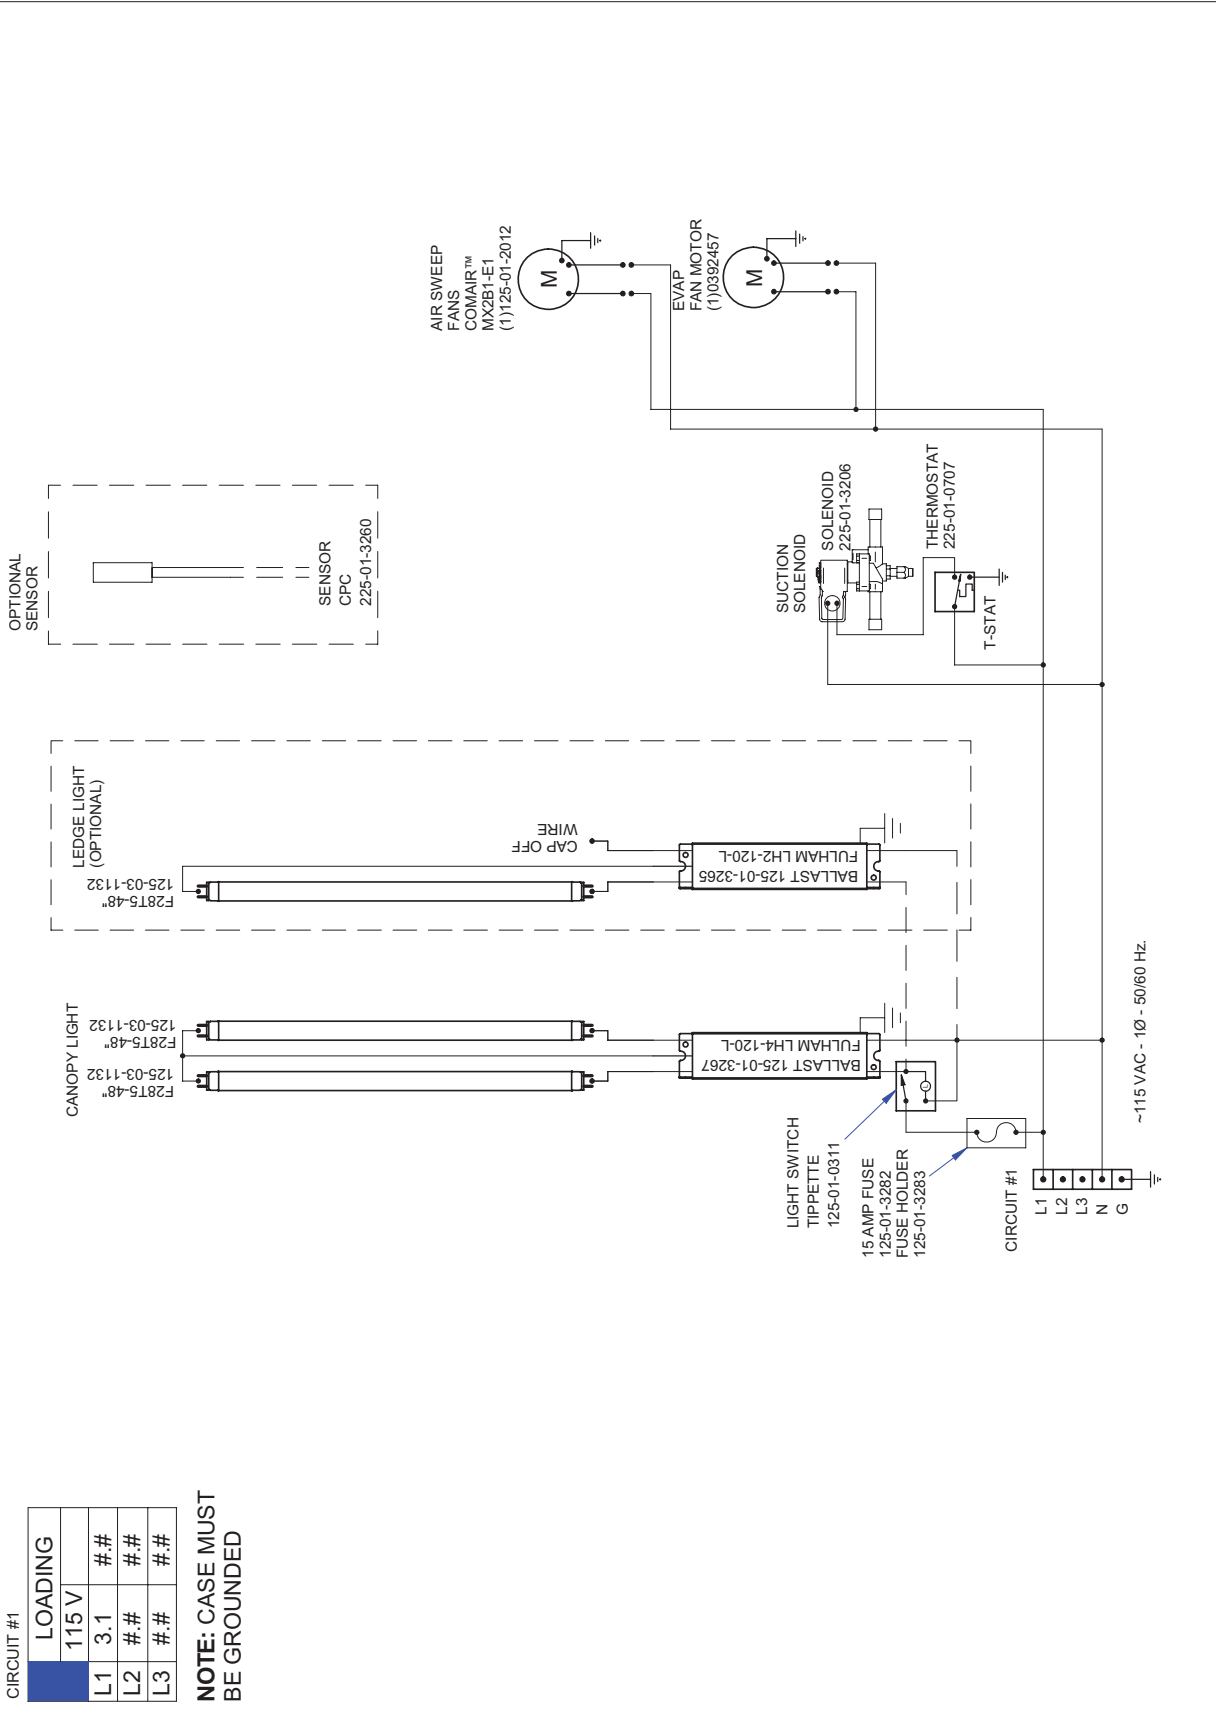 CIRCUIT #1
LOADING
115 V
L1 3.1 #.#
L2 #.# #.#
L3 #.# #.#
NOTE: CASE MUST
BE GROUNDED
OPTIONAL
SENSOR
SENSOR
CPC
225-01-3260
LEDGE LIGHT
(OPTIONAL)
F28T5-48"
125-03-1132
CAP OFF
WIRE
BALLAST 125-01-3265
FULHAM LH2-120-L
CANOPY LIGHT
F28T5-48"
125-03-1132
F28T5-48"
125-03-1132
BALLAST 125-01-3267
FULHAM LH4-120-L
LIGHT SWITCH
TIPPETTE
125-01-0311
L
15 AMP FUSE
125-01-3282
FUSE HOLDER
125-01-3283
CIRCUIT #1
L1
L2
L3
N
G
~115 VAC - 1Ø - 50/60 Hz.
AIR SWEEP
FANS
COMAIR™
MX2B1-E1
(1)125-01-2012
M
EVAP
FAN MOTOR
(1)0392457
M
SUCTION
SOLENOID
SOLENOID
225-01-3206
THERMOSTAT
225-01-0707
T-STAT